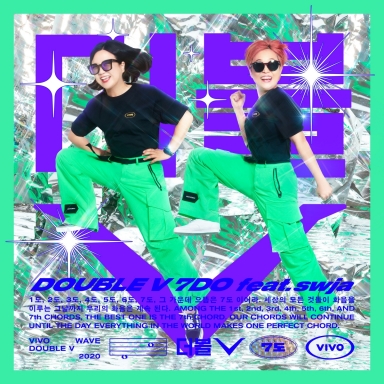 더블
V
DOUBLE V 7DO feat.swja
1도, 2도, 3도, 4도, 5도, 6도, 7도, 그 가운데 으뜸은 7도 이어라. 세상의 모든 것들이 화음을
이루는 그날까지 우리의 화음은 계속 된다. AMONG THE 1st, 2nd, 3rd, 4th, 5th, 6th, AND
7th CHORDS, THE BEST ONE IS THE 7th CHORD. OUR CHORDS WILL CONTINUE
UNTIL THE DAY EVERYTHING IN THE WORLD MAKES ONE PERFECT CHORD.
VIVO WAVE
DOUBLE V 2020
더블 V 7도 VIVO